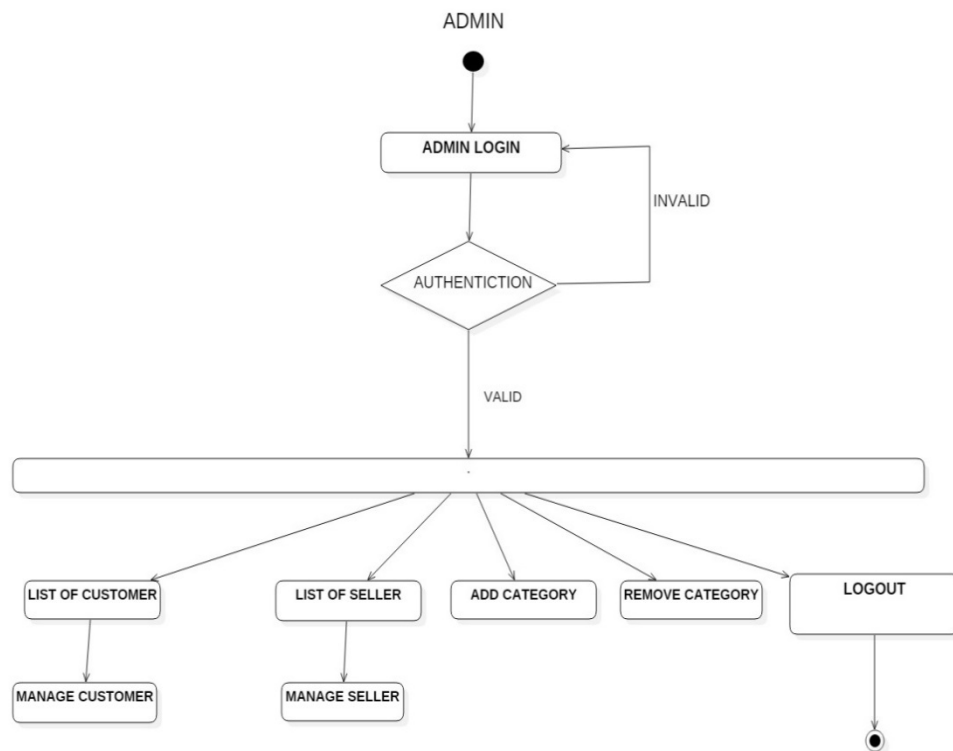 ADMIN
ADMIN LOGIN
INVALID
AUTHENTICTION
VALID
LIST OF CUSTOMER
LIST OF SELLER
ADD CATEGORY
REMOVE CATEGORY
LOGOUT
MANAGE CUSTOMER
MANAGE SELLER